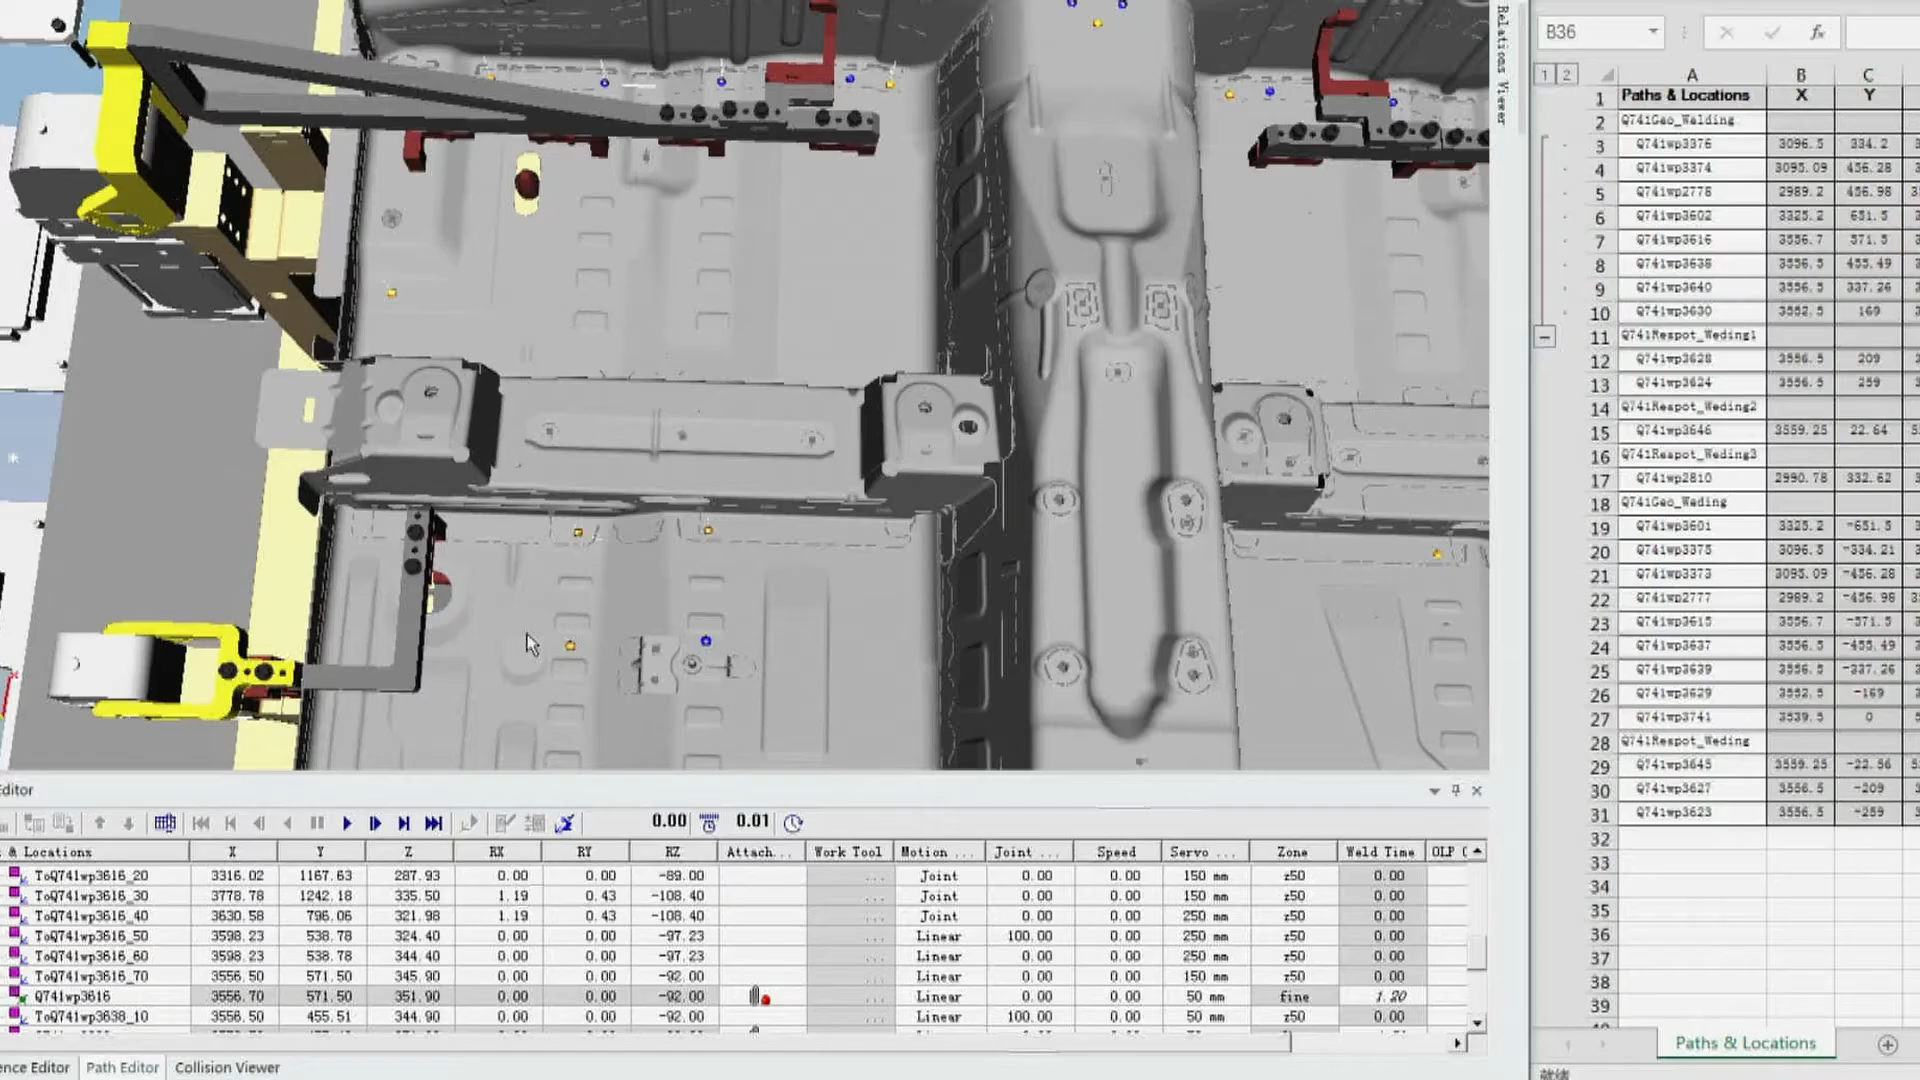 Relations Viewer
Editor
0.00 0.01
& Locations X Y Z RX RY RZ Attach... Work Tool Motion ... Joint ... Speed Servo ... Zone Weld Time OLP C
ToQ741wp3616_20 3316.02 1167.63 287.93 0.00 0.00 -89.00 ... Joint 0.00 0.00 150 mm z50 0.00
ToQ741wp3616_30 3778.78 1242.18 335.50 1.19 0.43 -108.40 ... Joint 0.00 0.00 150 mm z50 0.00
ToQ741wp3616_40 3630.58 796.06 321.98 1.19 0.43 -108.40 ... Joint 0.00 0.00 250 mm z50 0.00
ToQ741wp3616_50 3598.23 538.78 324.40 0.00 0.00 -97.23 ... Linear 100.00 0.00 250 mm z50 0.00
ToQ741wp3616_60 3598.23 538.78 344.40 0.00 0.00 -97.23 ... Linear 0.00 0.00 250 mm z50 0.00
ToQ741wp3616_70 3556.50 571.50 345.90 0.00 0.00 -92.00 ... Linear 0.00 0.00 150 mm z50 0.00
Q741wp3616 3556.70 571.50 351.90 0.00 0.00 -92.00 ... Linear 0.00 0.00 50 mm fine 1.20
ToQ741wp3638_10 3556.50 455.51 344.90 0.00 0.00 -92.00 ... Linear 100.00 0.00 50 mm z50 0.00
ence Editor Path Editor Collision Viewer
B36 fx
1 2 A B C
1 Paths & Locations X Y
2 Q741Geo_Welding
3 Q741wp3376 3096.5 334.2
4 Q741wp3374 3095.09 456.28
5 Q741wp2778 2989.2 456.98
6 Q741wp3602 3325.2 651.5
7 Q741wp3616 3556.7 571.5
8 Q741wp3638 3556.5 455.49
9 Q741wp3640 3556.5 337.26
10 Q741wp3630 3552.5 169
11 Q741Respot_Weding1
12 Q741wp3628 3556.5 209
13 Q741wp3624 3556.5 259
14 Q741Respot_Weding2
15 Q741wp3646 3559.25 22.64
16 Q741Respot_Weding3
17 Q741wp2810 2990.78 332.62
18 Q741Geo_Weding
19 Q741wp3601 3325.2 -651.5
20 Q741wp3375 3096.5 -334.21
21 Q741wp3373 3095.09 -456.28
22 Q741wp2777 2989.2 -456.98
23 Q741wp3615 3556.7 -571.5
24 Q741wp3637 3556.5 -455.49
25 Q741wp3639 3556.5 -337.26
26 Q741wp3629 3552.5 -169
27 Q741wp3741 3539.5 0
28 Q741Respot_Weding
29 Q741wp3645 3559.25 -22.56
30 Q741wp3627 3556.5 -209
31 Q741wp3623 3556.5 -259
32
33
34
35
36
37
38
39
Paths & Locations
就绪